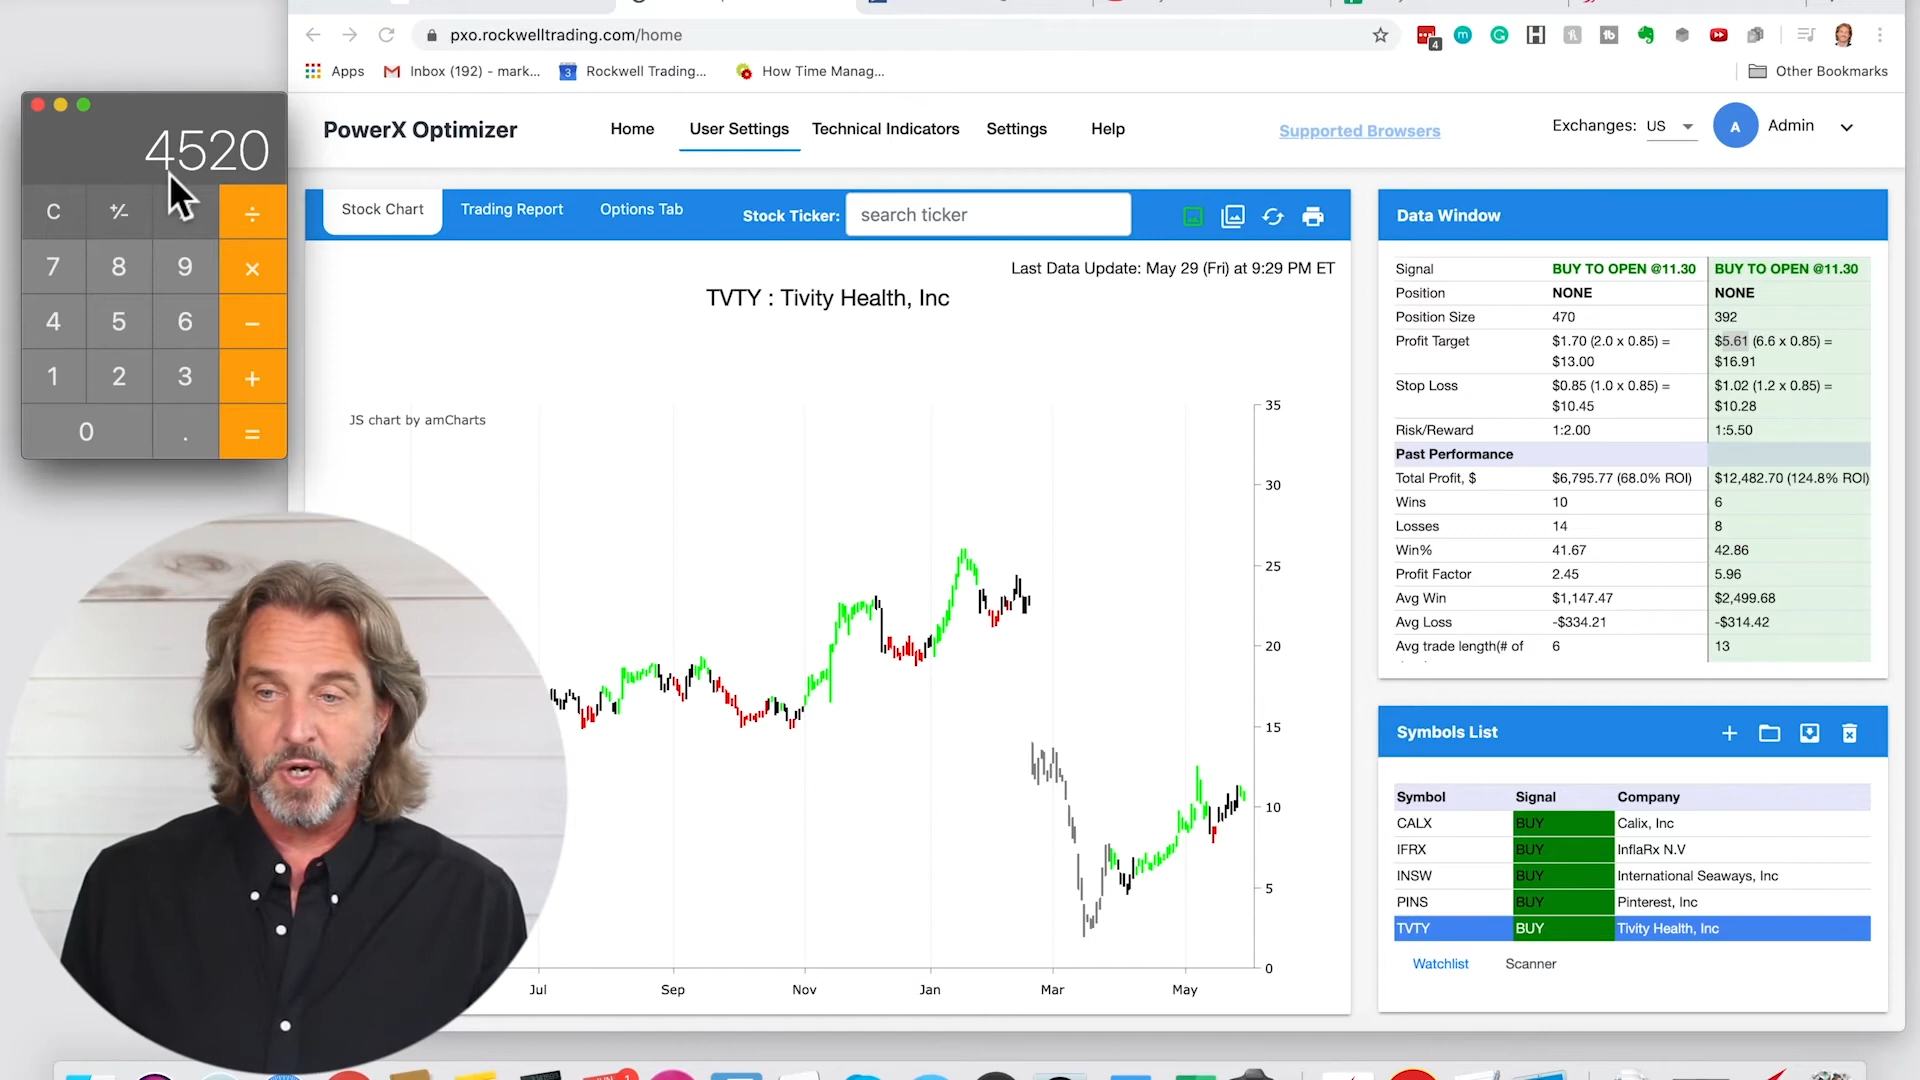 pxo.rockwelltrading.com/home
4
Apps
Inbox (192) - mark...
3
Rockwell Trading...
How Time Manag...
Other Bookmarks
4520
C
+/-
÷
7 8 9 ×
4 5 6 −
1 2 3 +
0 . =
PowerX Optimizer
Home
User Settings
Technical Indicators
Settings
Help
Supported Browsers
Exchanges: US
A
Admin
Stock Chart
Trading Report
Options Tab
Stock Ticker:
search ticker
Last Data Update: May 29 (Fri) at 9:29 PM ET
TVTY : Tivity Health, Inc
JS chart by amCharts
35
30
25
20
15
10
5
0
Jul Sep Nov Jan Mar May
Data Window
Signal BUY TO OPEN @11.30 BUY TO OPEN @11.30
Position NONE NONE
Position Size 470 392
Profit Target $1.70 (2.0 x 0.85) = $5.61 (6.6 x 0.85) =
$13.00 $16.91
Stop Loss $0.85 (1.0 x 0.85) = $1.02 (1.2 x 0.85) =
$10.45 $10.28
Risk/Reward 1:2.00 1:5.50
Past Performance
Total Profit, $ $6,795.77 (68.0% ROI) $12,482.70 (124.8% ROI)
Wins 10 6
Losses 14 8
Win% 41.67 42.86
Profit Factor 2.45 5.96
Avg Win $1,147.47 $2,499.68
Avg Loss -$334.21 -$314.42
Avg trade length(# of 6 13
Symbols List
Symbol Signal Company
CALX BUY Calix, Inc
IFRX BUY InflaRx N.V
INSW BUY International Seaways, Inc
PINS BUY Pinterest, Inc
TVTY BUY Tivity Health, Inc
Watchlist
Scanner